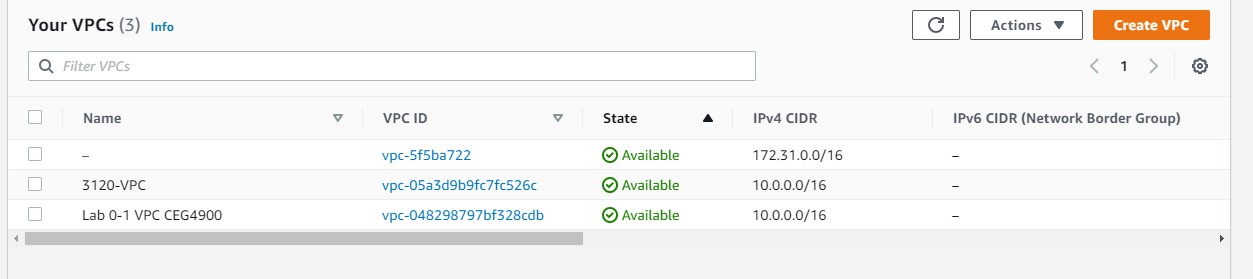 Your VPCs (3) Info Actions Create VPC
Filter VPCs 1
Name VPC ID State IPv4 CIDR IPv6 CIDR (Network Border Group)
– vpc-5f5ba722 Available 172.31.0.0/16 –
3120-VPC vpc-05a3d9b9fc7fc526c Available 10.0.0.0/16 –
Lab 0-1 VPC CEG4900 vpc-048298797bf328cdb Available 10.0.0.0/16 –